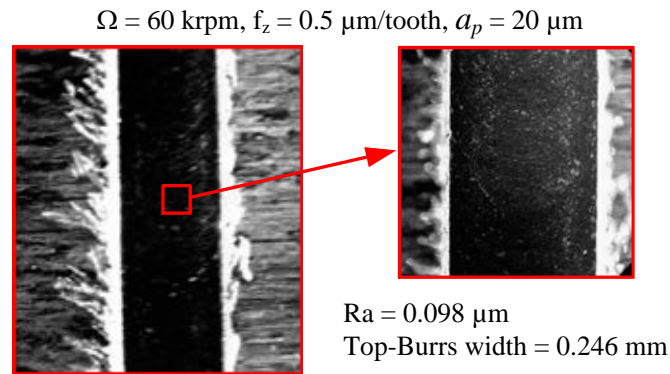 Ω = 60 krpm, f_z = 0.5 µm/tooth, a_p = 20 µm
Ra = 0.098 µm
Top-Burrs width = 0.246 mm